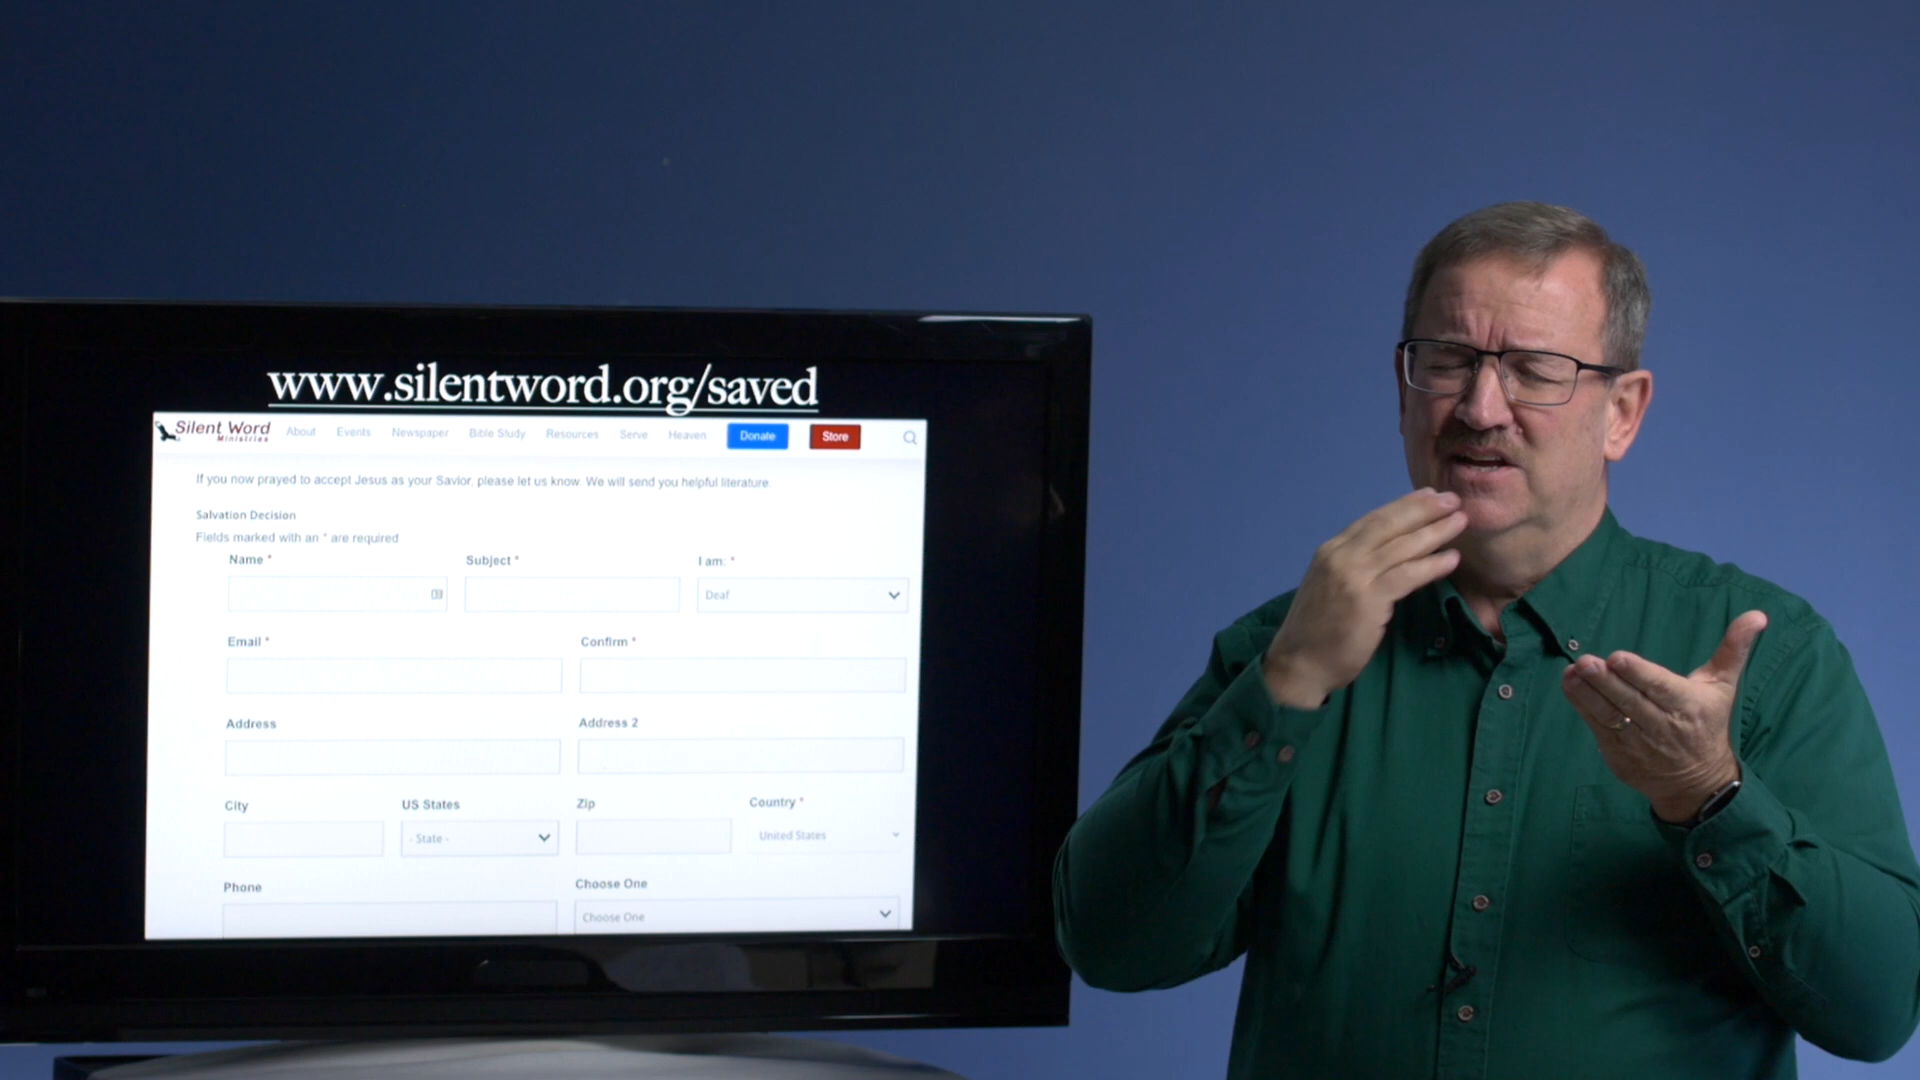 www.silentword.org/saved
Silent Word
Ministries
About Events Newspaper Bible Study Resources Serve Heaven Donate Store
If you now prayed to accept Jesus as your Savior, please let us know. We will send you helpful literature.
Salvation Decision
Fields marked with an * are required
Name * Subject * I am: *
Deaf
Email * Confirm *
Address Address 2
City US States Zip Country *
- State - United States
Phone Choose One
Choose One